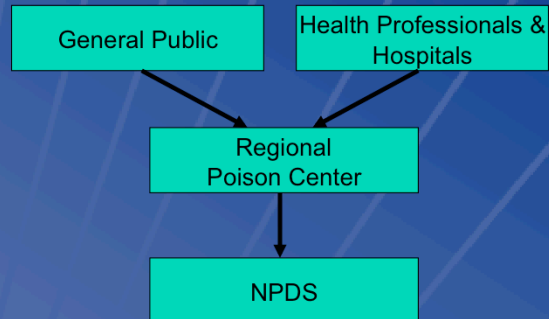 General Public
Health Professionals &
Hospitals
Regional
Poison Center
NPDS